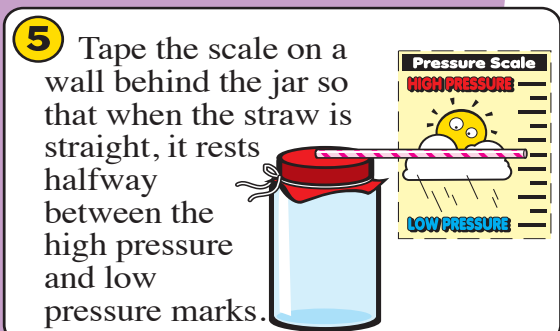 5
Tape the scale on a
wall behind the jar so
that when the straw is
straight, it rests
halfway
between the
high pressure
and low
pressure marks.
Pressure Scale
HIGH PRESSURE
LOW PRESSURE